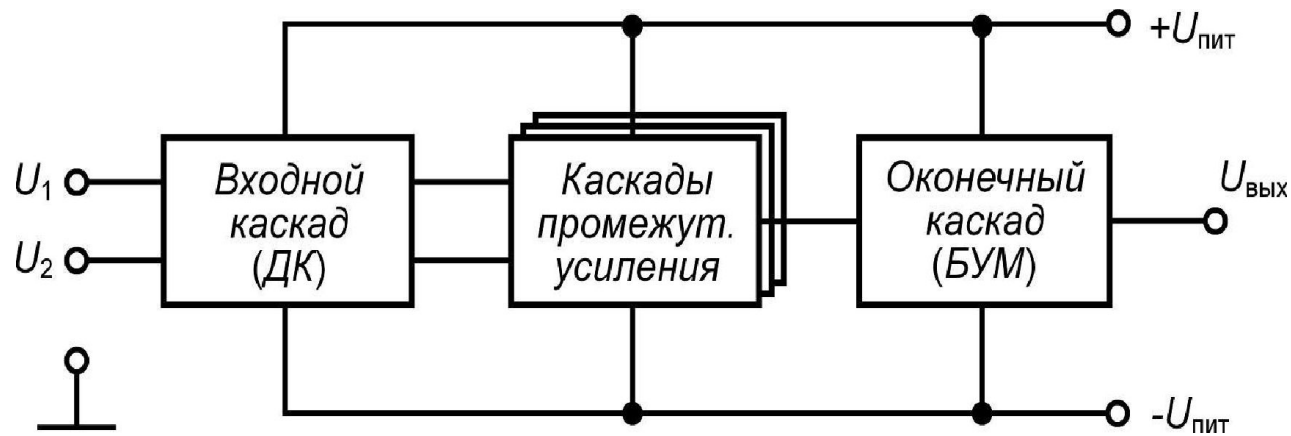 +Uпит
U1
U2
Входной
каскад
(ДК)
Каскады
промежут.
усиления
Оконечный
каскад
(БУМ)
Uвых
-Uпит